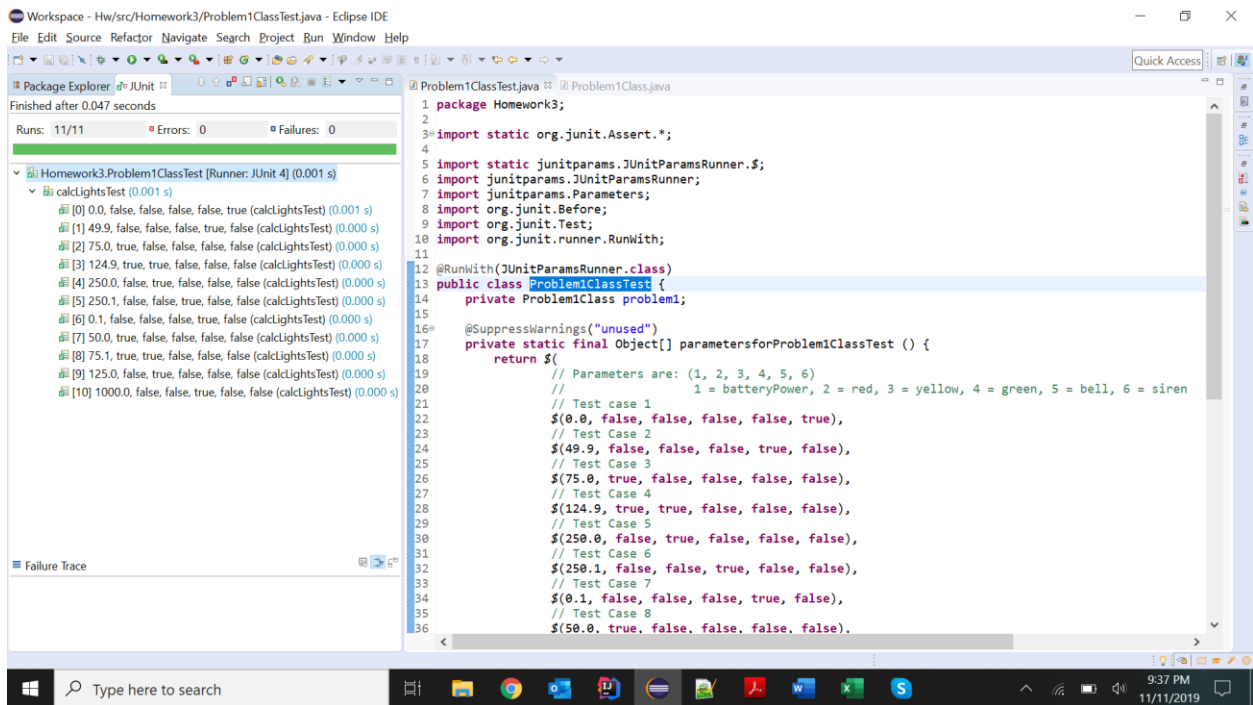 Workspace - Hw/src/Homework3/Problem1ClassTest.java - Eclipse IDE
File Edit Source Refactor Navigate Search Project Run Window Help
Quick Access
Package Explorer JUnit
Finished after 0.047 seconds
Runs: 11/11 Errors: 0 Failures: 0
Homework3.Problem1ClassTest [Runner: JUnit 4] (0.001 s)
calcLightsTest (0.001 s)
[0] 0.0, false, false, false, false, true (calcLightsTest) (0.001 s)
[1] 49.9, false, false, false, true, false (calcLightsTest) (0.000 s)
[2] 75.0, true, false, false, false, false (calcLightsTest) (0.000 s)
[3] 124.9, true, true, false, false, false (calcLightsTest) (0.000 s)
[4] 250.0, false, true, false, false, false (calcLightsTest) (0.000 s)
[5] 250.1, false, false, true, false, false (calcLightsTest) (0.000 s)
[6] 0.1, false, false, false, true, false (calcLightsTest) (0.000 s)
[7] 50.0, true, false, false, false, false (calcLightsTest) (0.000 s)
[8] 75.1, true, true, false, false, false (calcLightsTest) (0.000 s)
[9] 125.0, false, true, false, false, false (calcLightsTest) (0.000 s)
[10] 1000.0, false, false, true, false, false (calcLightsTest) (0.000 s)
Failure Trace
Problem1ClassTest.java Problem1Class.java
1 package Homework3;
2
3 import static org.junit.Assert.*;
4
5 import static junitparams.JUnitParamsRunner.$;
6 import junitparams.JUnitParamsRunner;
7 import junitparams.Parameters;
8 import org.junit.Before;
9 import org.junit.Test;
10 import org.junit.runner.RunWith;
11
12 @RunWith(JUnitParamsRunner.class)
13 public class Problem1ClassTest {
14 private Problem1Class problem1;
15
16 @SuppressWarnings("unused")
17 private static final Object[] parametersforProblem1ClassTest () {
18 return $(
19 // Parameters are: (1, 2, 3, 4, 5, 6)
20 // 1 = batteryPower, 2 = red, 3 = yellow, 4 = green, 5 = bell, 6 = siren
21 // Test case 1
22 $(0.0, false, false, false, false, true),
23 // Test Case 2
24 $(49.9, false, false, false, true, false),
25 // Test Case 3
26 $(75.0, true, false, false, false, false),
27 // Test Case 4
28 $(124.9, true, true, false, false, false),
29 // Test Case 5
30 $(250.0, false, true, false, false, false),
31 // Test Case 6
32 $(250.1, false, false, true, false, false),
33 // Test Case 7
34 $(0.1, false, false, false, true, false),
35 // Test Case 8
36 $(50.0, true, false, false, false, false),
Type here to search
9:37 PM
11/11/2019